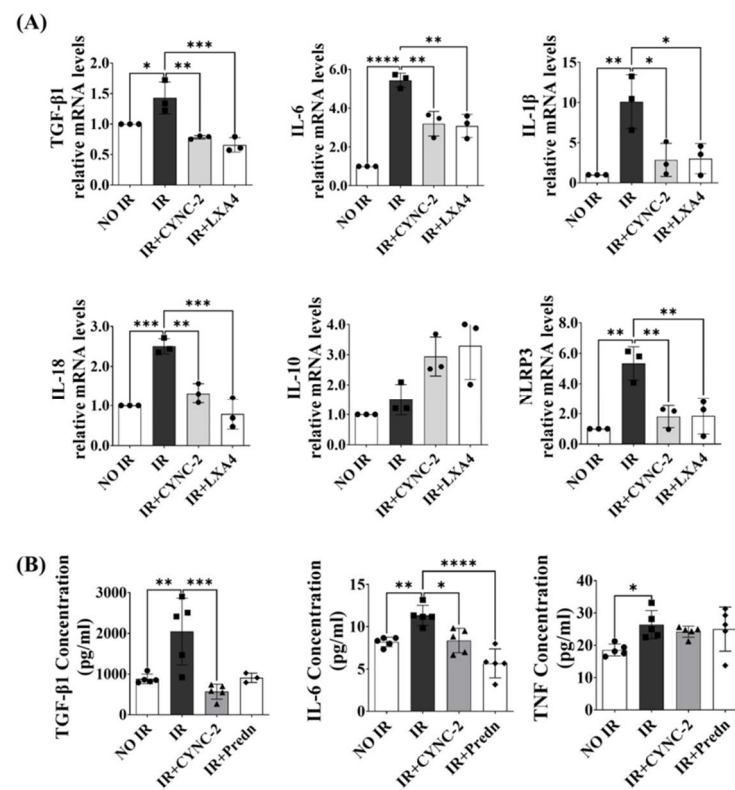 (A)
TGF-β1
relative mRNA levels
2.0
1.5
1.0
0.5
0.0
* ** ***
NO IR
IR
IR+CYNC-2
IR+LXA4
IL-6
relative mRNA levels
6.0
4.0
2.0
0.0
**** ** **
NO IR
IR
IR+CYNC-2
IR+LXA4
IL-1β
relative mRNA levels
15
10
5
0
** * *
NO IR
IR
IR+CYNC-2
IR+LXA4
IL-18
relative mRNA levels
3.0
2.0
1.0
0.0
*** ** ***
NO IR
IR
IR+CYNC-2
IR+LXA4
IL-10
relative mRNA levels
4.0
3.0
2.0
1.0
0.0
NO IR
IR
IR+CYNC-2
IR+LXA4
NLRP3
relative mRNA levels
8.0
6.0
4.0
2.0
0.0
** ** **
NO IR
IR
IR+CYNC-2
IR+LXA4
(B)
TGF-β1 Concentration
(pg/ml)
3000
2000
1000
0
** ***
NO IR
IR
IR+CYNC-2
IR+Predn
IL-6 Concentration
(pg/ml)
15
10
5
0
** * ****
NO IR
IR
IR+CYNC-2
IR+Predn
TNF Concentration
(pg/ml)
40
30
20
10
0
*
NO IR
IR
IR+CYNC-2
IR+Predn